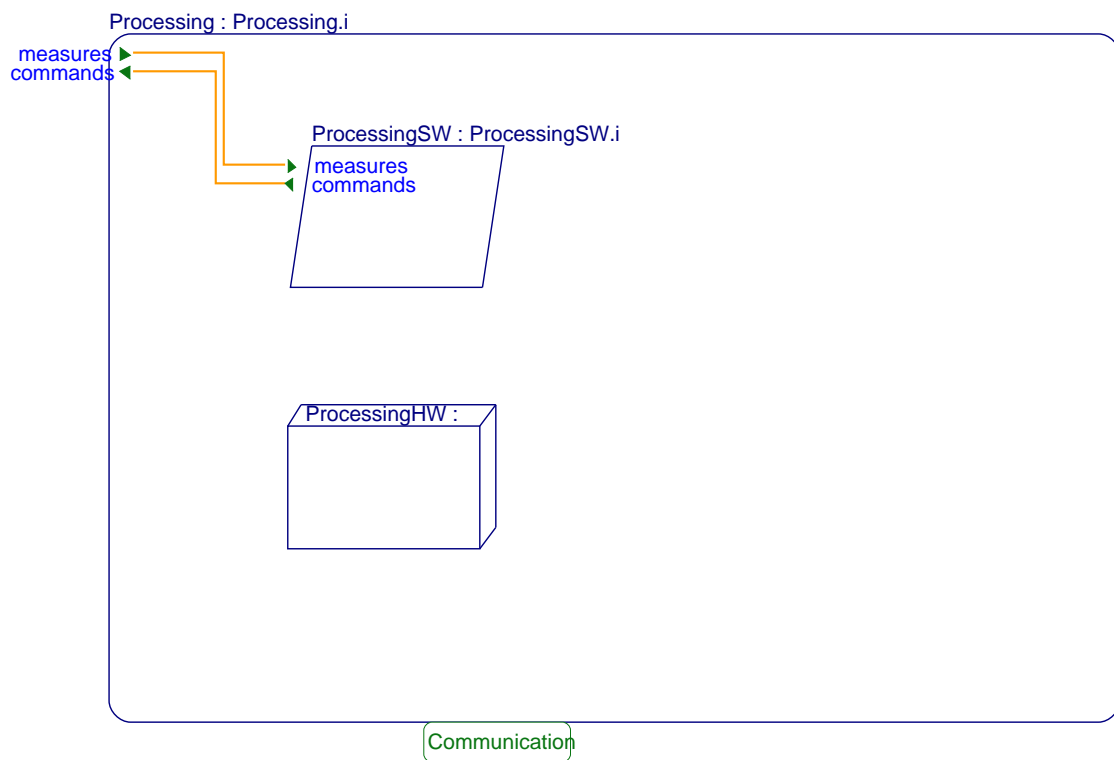 Processing : Processing.i
measures
commands
ProcessingSW : ProcessingSW.i
measures
commands
ProcessingHW :
Communication